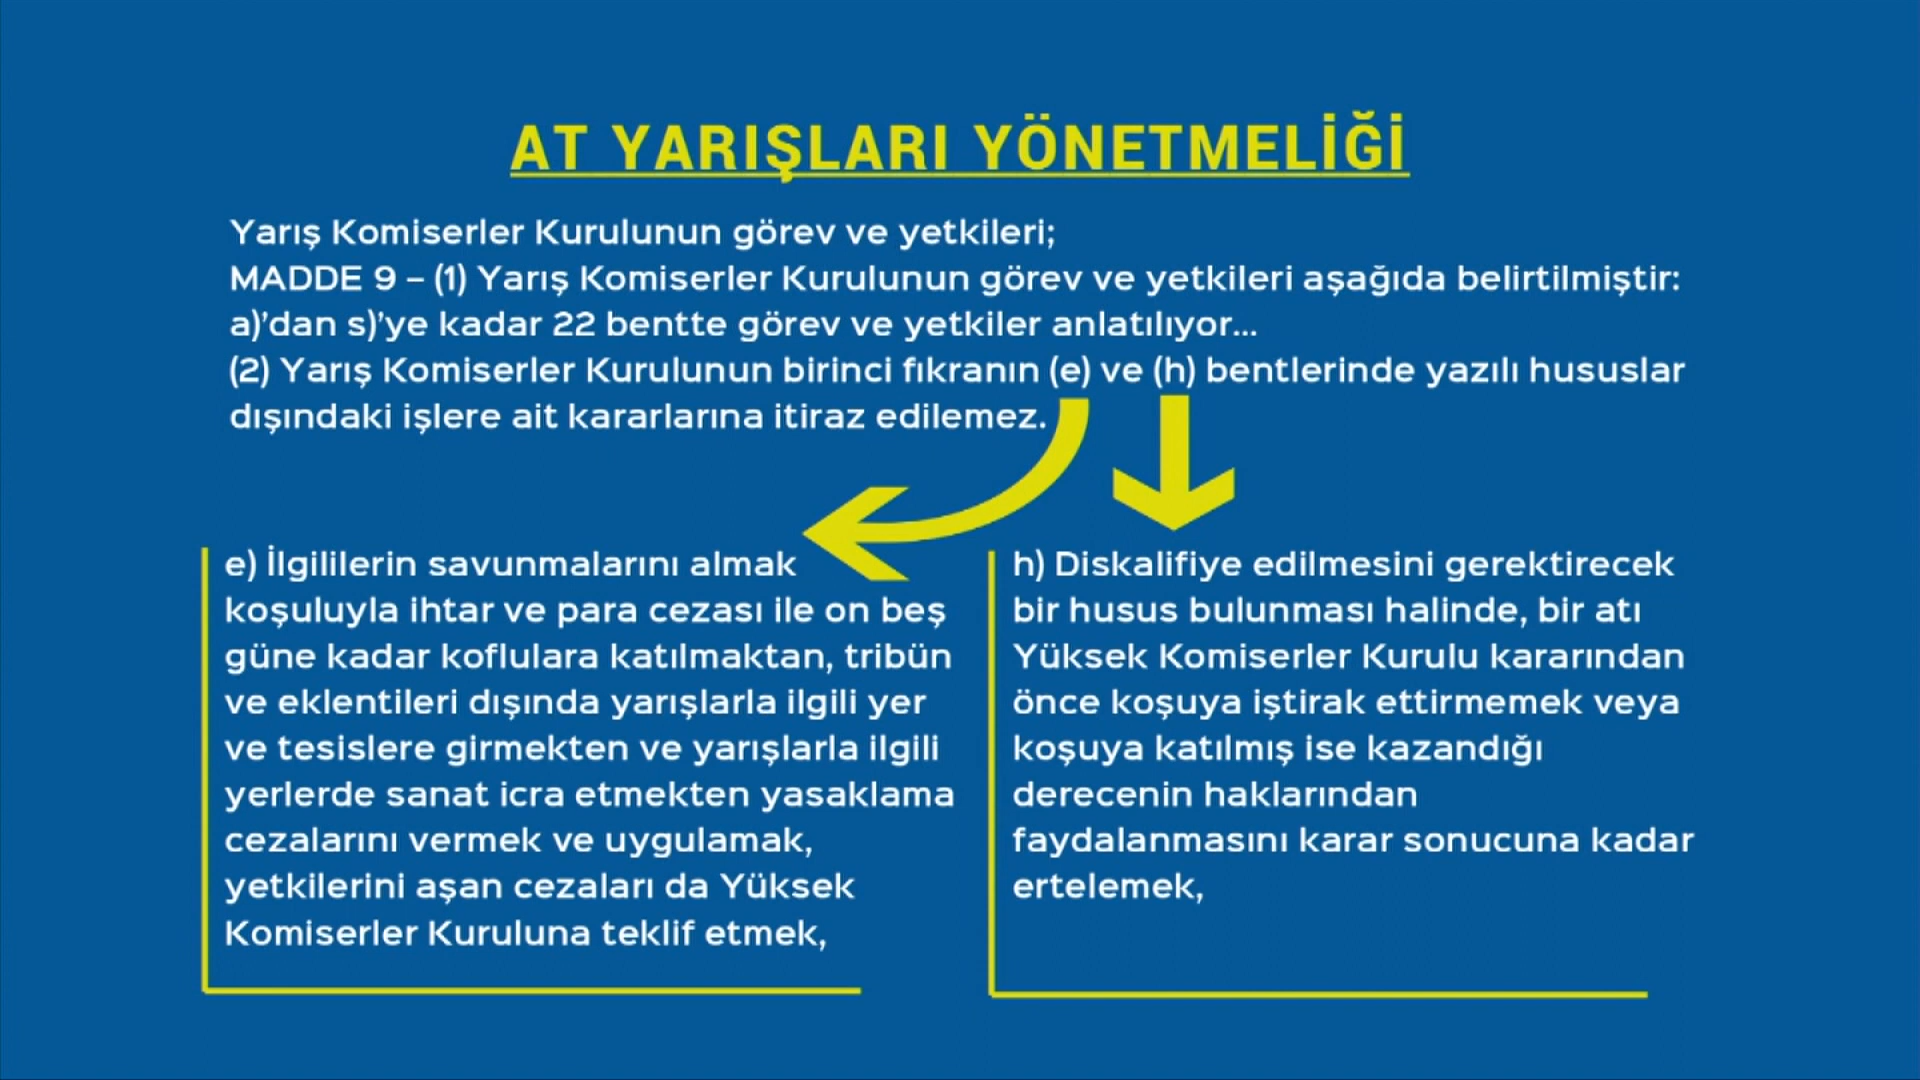 AT YARIŞLARI YÖNETMELİĞİ
Yarış Komiserler Kurulunun görev ve yetkileri;
MADDE 9 – (1) Yarış Komiserler Kurulunun görev ve yetkileri aşağıda belirtilmiştir:
a)’dan s)’ye kadar 22 bentte görev ve yetkiler anlatılıyor...
(2) Yarış Komiserler Kurulunun birinci fıkranın (e) ve (h) bentlerinde yazılı hususlar
dışındaki işlere ait kararlarına itiraz edilemez.
e) İlgililerin savunmalarını almak
koşuluyla ihtar ve para cezası ile on beş
güne kadar koflulara katılmaktan, tribün
ve eklentileri dışında yarışlarla ilgili yer
ve tesislere girmekten ve yarışlarla ilgili
yerlerde sanat icra etmekten yasaklama
cezalarını vermek ve uygulamak,
yetkilerini aşan cezaları da Yüksek
Komiserler Kuruluna teklif etmek,
h) Diskalifiye edilmesini gerektirecek
bir husus bulunması halinde, bir atı
Yüksek Komiserler Kurulu kararından
önce koşuya iştirak ettirmemek veya
koşuya katılmış ise kazandığı
derecenin haklarından
faydalanmasını karar sonucuna kadar
ertelemek,